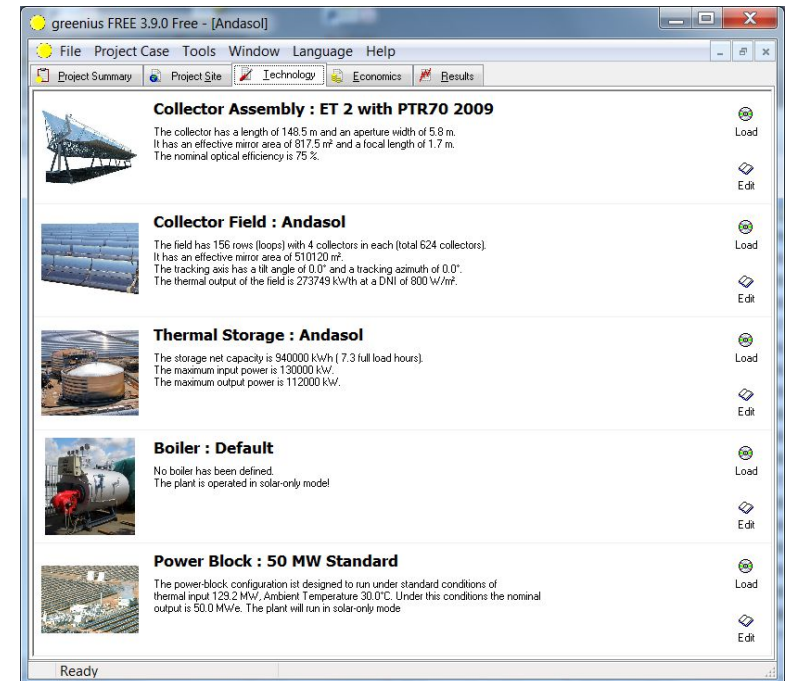 greenius FREE 3.9.0 Free - [Andasol]
File Project Case Tools Window Language Help
Project Summary Project Site Technology Economics Results
Collector Assembly : ET 2 with PTR70 2009
The collector has a length of 148.5 m and an aperture width of 5.8 m.
It has an effective mirror area of 817.5 m² and a focal length of 1.7 m.
The nominal optical efficiency is 75 %.
Load
Edit
Collector Field : Andasol
The field has 156 rows (loops) with 4 collectors in each (total 624 collectors).
It has an effective mirror area of 510120 m².
The tracking axis has a tilt angle of 0.0° and a tracking azimuth of 0.0°.
The thermal output of the field is 273749 kWth at a DNI of 800 W/m².
Load
Edit
Thermal Storage : Andasol
The storage net capacity is 940000 kWh ( 7.3 full load hours).
The maximum input power is 130000 kW.
The maximum output power is 112000 kW.
Load
Edit
Boiler : Default
No boiler has been defined.
The plant is operated in solar-only mode!
Load
Edit
Power Block : 50 MW Standard
The power-block configuration ist designed to run under standard conditions of
thermal input 129.2 MW, Ambient Temperature 30.0°C. Under this conditions the nominal
output is 50.0 MWe. The plant will run in solar-only mode
Load
Edit
Ready